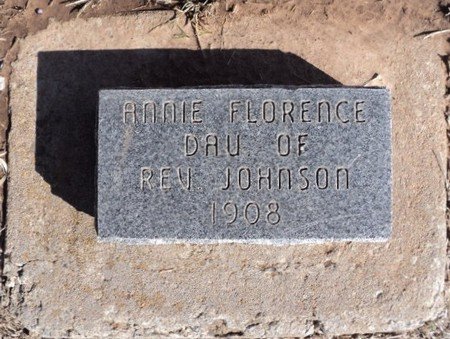 ANNIE FLORENCE
DAU OF
REV. JOHNSON
1908